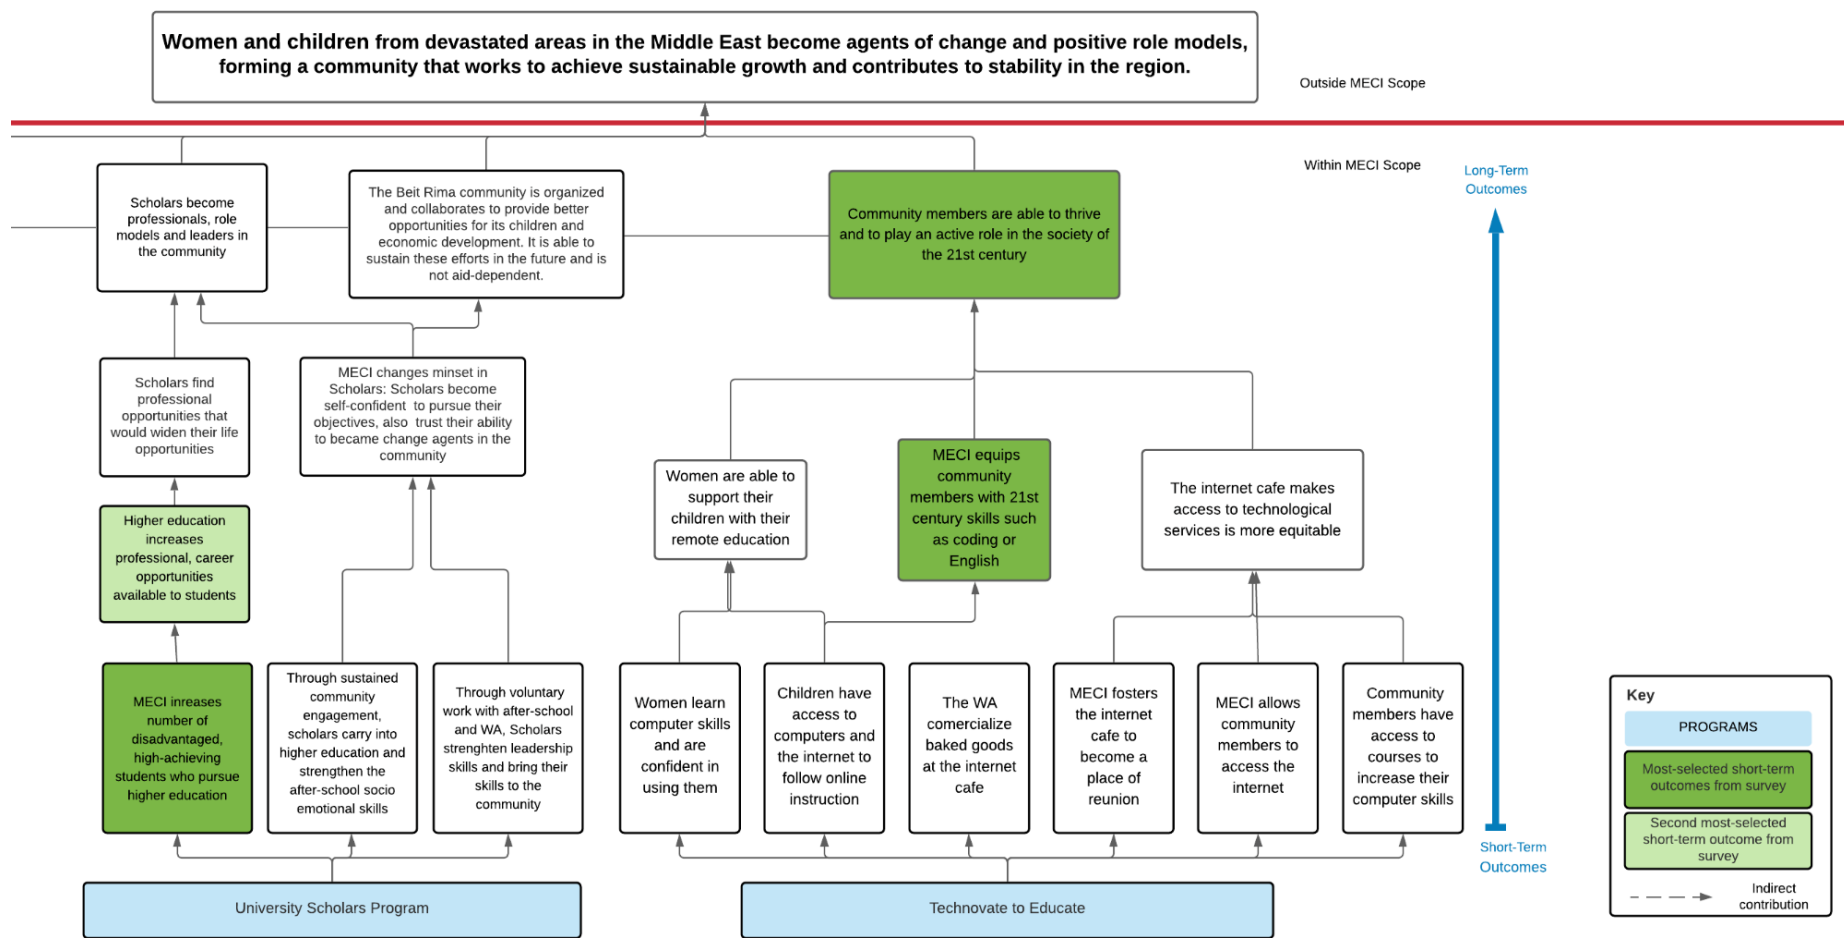 Women and children from devastated areas in the Middle East become agents of change and positive role models,
forming a community that works to achieve sustainable growth and contributes to stability in the region.
Outside MECI Scope
Within MECI Scope
Long-Term
Outcomes
Scholars become
professionals, role
models and leaders in
the community
The Beit Rima community is organized
and collaborates to provide better
opportunities for its children and
economic development. It is able to
sustain these efforts in the future and is
not aid-dependent.
Community members are able to thrive
and to play an active role in the society of
the 21st century
Scholars find
professional
opportunities that
would widen their life
opportunities
MECI changes minset in
Scholars: Scholars become
self-confident to pursue their
objectives, also trust their ability
to became change agents in the
community
Women are able to
support their
children with their
remote education
MECI equips
community
members with 21st
century skills such
as coding or
English
The internet cafe makes
access to technological
services is more equitable
Higher education
increases
professional, career
opportunities
available to students
MECI inreases
number of
disadvantaged,
high-achieving
students who pursue
higher education
Through sustained
community
engagement,
scholars carry into
higher education and
strengthen the
after-school socio
emotional skills
Through voluntary
work with after-school
and WA, Scholars
strenghten leadership
skills and bring their
skills to the
community
Women learn
computer skills
and are
confident in
using them
Children have
access to
computers and
the internet to
follow online
instruction
The WA
comercialize
baked goods
at the internet
cafe
MECI fosters
the internet
cafe to
become a
place of
reunion
MECI allows
community
members to
access the
internet
Community
members have
access to
courses to
increase their
computer skills
Short-Term
Outcomes
University Scholars Program
Technovate to Educate
Key
PROGRAMS
Most-selected short-term
outcomes from survey
Second most-selected
short-term outcome from
survey
Indirect
contribution